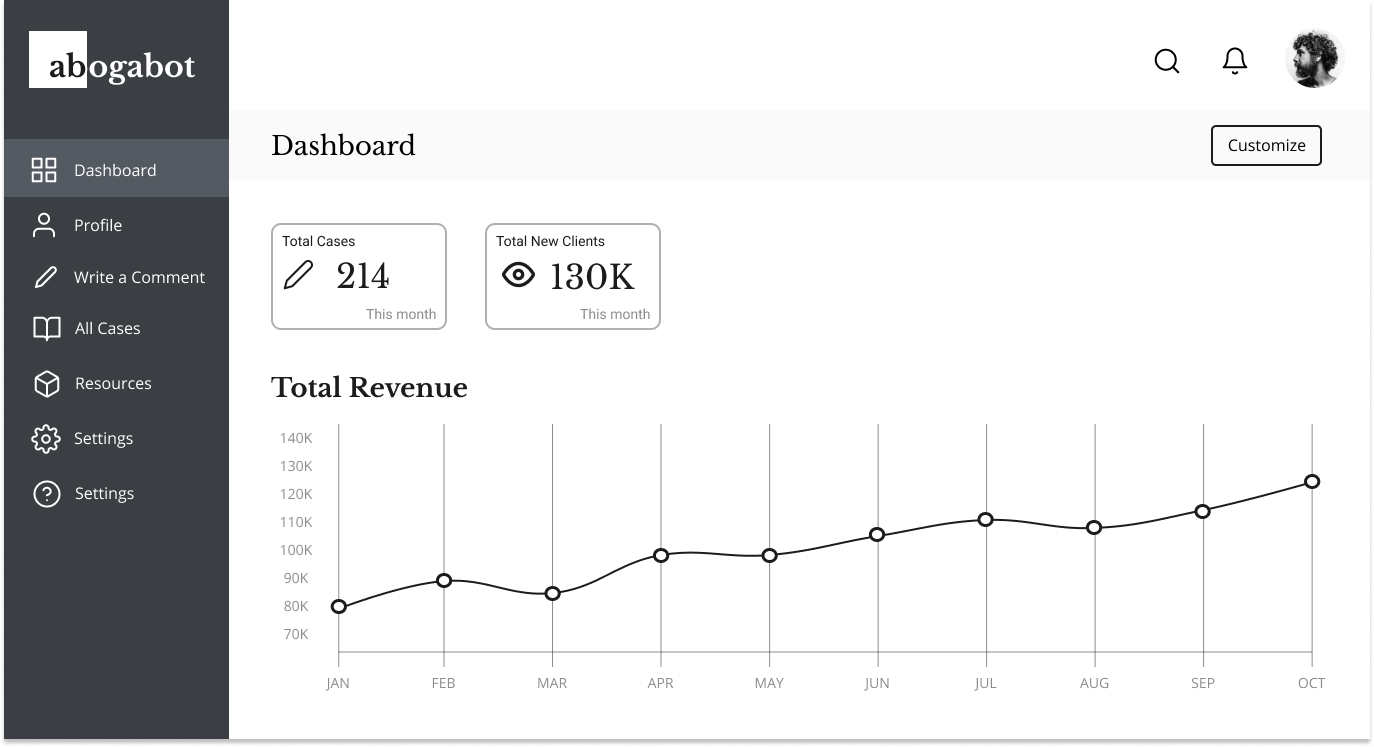 abogabot
Dashboard
Profile
Write a Comment
All Cases
Resources
Settings
Settings
Dashboard
Customize
Total Cases
214
This month
Total New Clients
130K
This month
Total Revenue
140K
130K
120K
110K
100K
90K
80K
70K
JAN FEB MAR APR MAY JUN JUL AUG SEP OCT